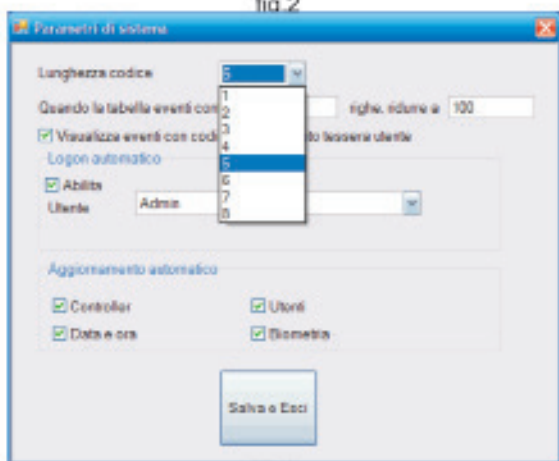 fig.2
Parametri di sistema
Lunghezza codice 5
1
2
3
4
5
6
7
8
Quando la tabella eventi con righe, ridurre a 100
Visualizza eventi con codi to tessera utente
Logon automatico
Abilita
Utente Admin
Aggiornamento automatico
Controller Utenti
Data e ora Biometria
Salva e Esci